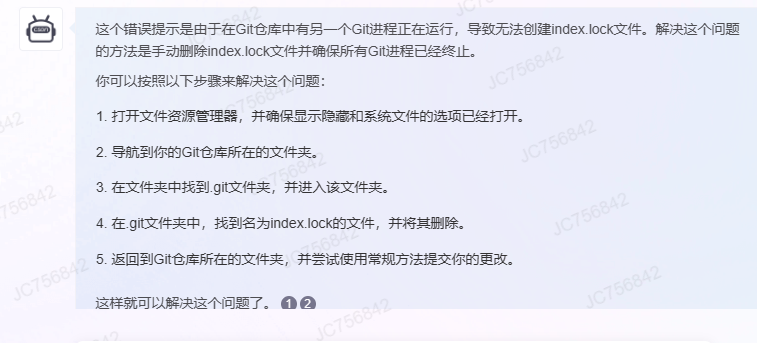 这个错误提示是由于在Git仓库中有另一个Git进程正在运行，导致无法创建index.lock文件。解决这个问题
的方法是手动删除index.lock文件并确保所有Git进程已经终止。
你可以按照以下步骤来解决这个问题：
1. 打开文件资源管理器，并确保显示隐藏和系统文件的选项已经打开。
2. 导航到你的Git仓库所在的文件夹。
3. 在文件夹中找到.git文件夹，并进入该文件夹。
4. 在.git文件夹中，找到名为index.lock的文件，并将其删除。
5. 返回到Git仓库所在的文件夹，并尝试使用常规方法提交你的更改。
这样就可以解决这个问题了。 1 2
JC756842
JC756842
JC756842
JC756842
JC756842
JC756842
JC756842
JC756842